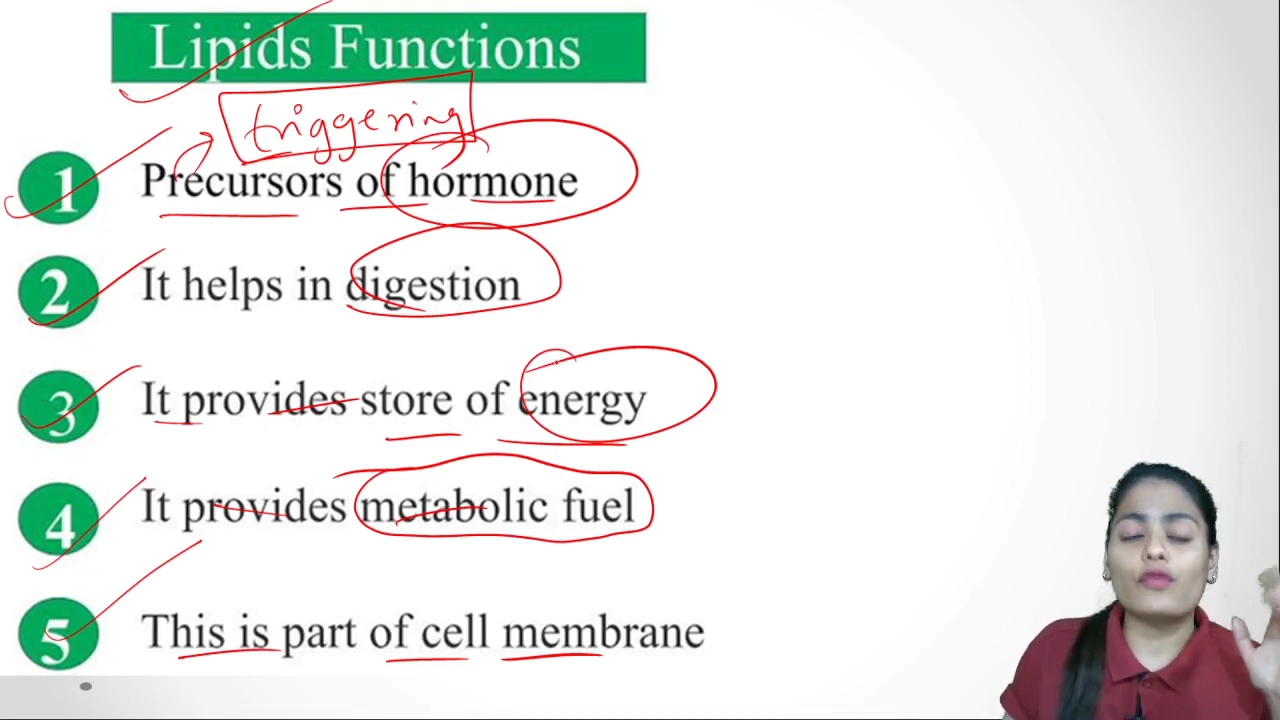 Lipids Functions
triggering
1 Precursors of hormone
2 It helps in digestion
3 It provides store of energy
4 It provides metabolic fuel
5 This is part of cell membrane